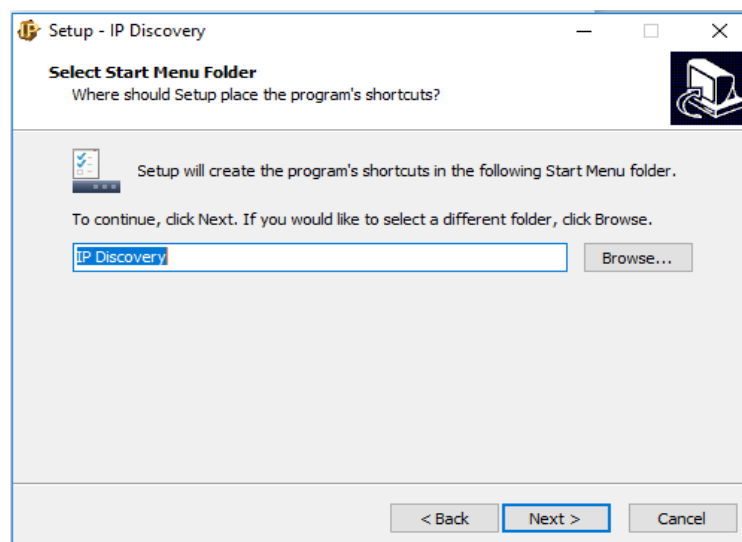 Setup - IP Discovery
Select Start Menu Folder
Where should Setup place the program's shortcuts?
Setup will create the program's shortcuts in the following Start Menu folder.
To continue, click Next. If you would like to select a different folder, click Browse.
IP Discovery
Browse...
< Back
Next >
Cancel